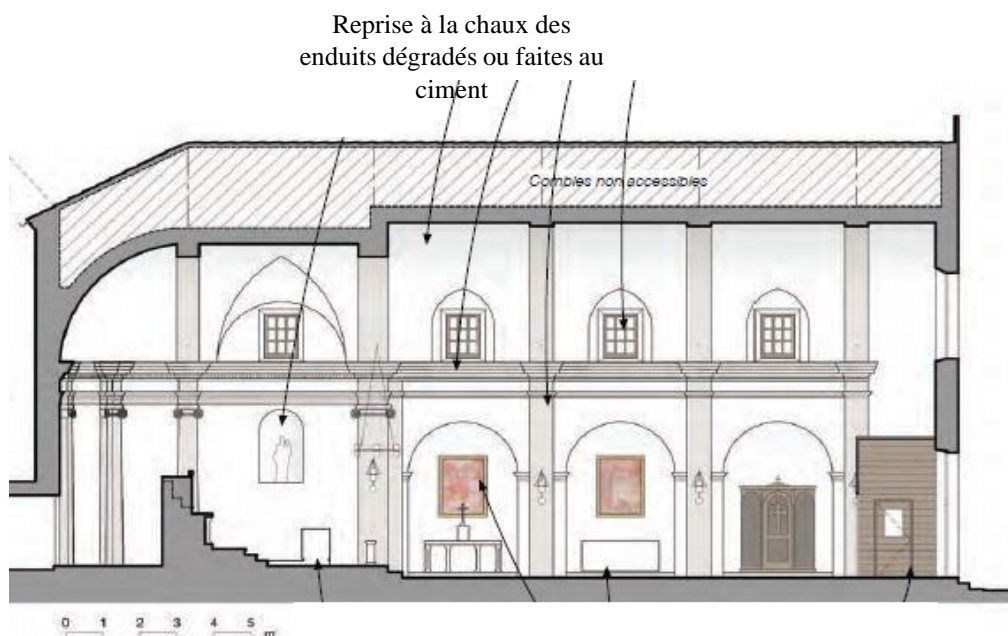 Reprise à la chaux des
enduits dégradés ou faites au
ciment
Combles non accessibles
0 1 2 3 4 5 m